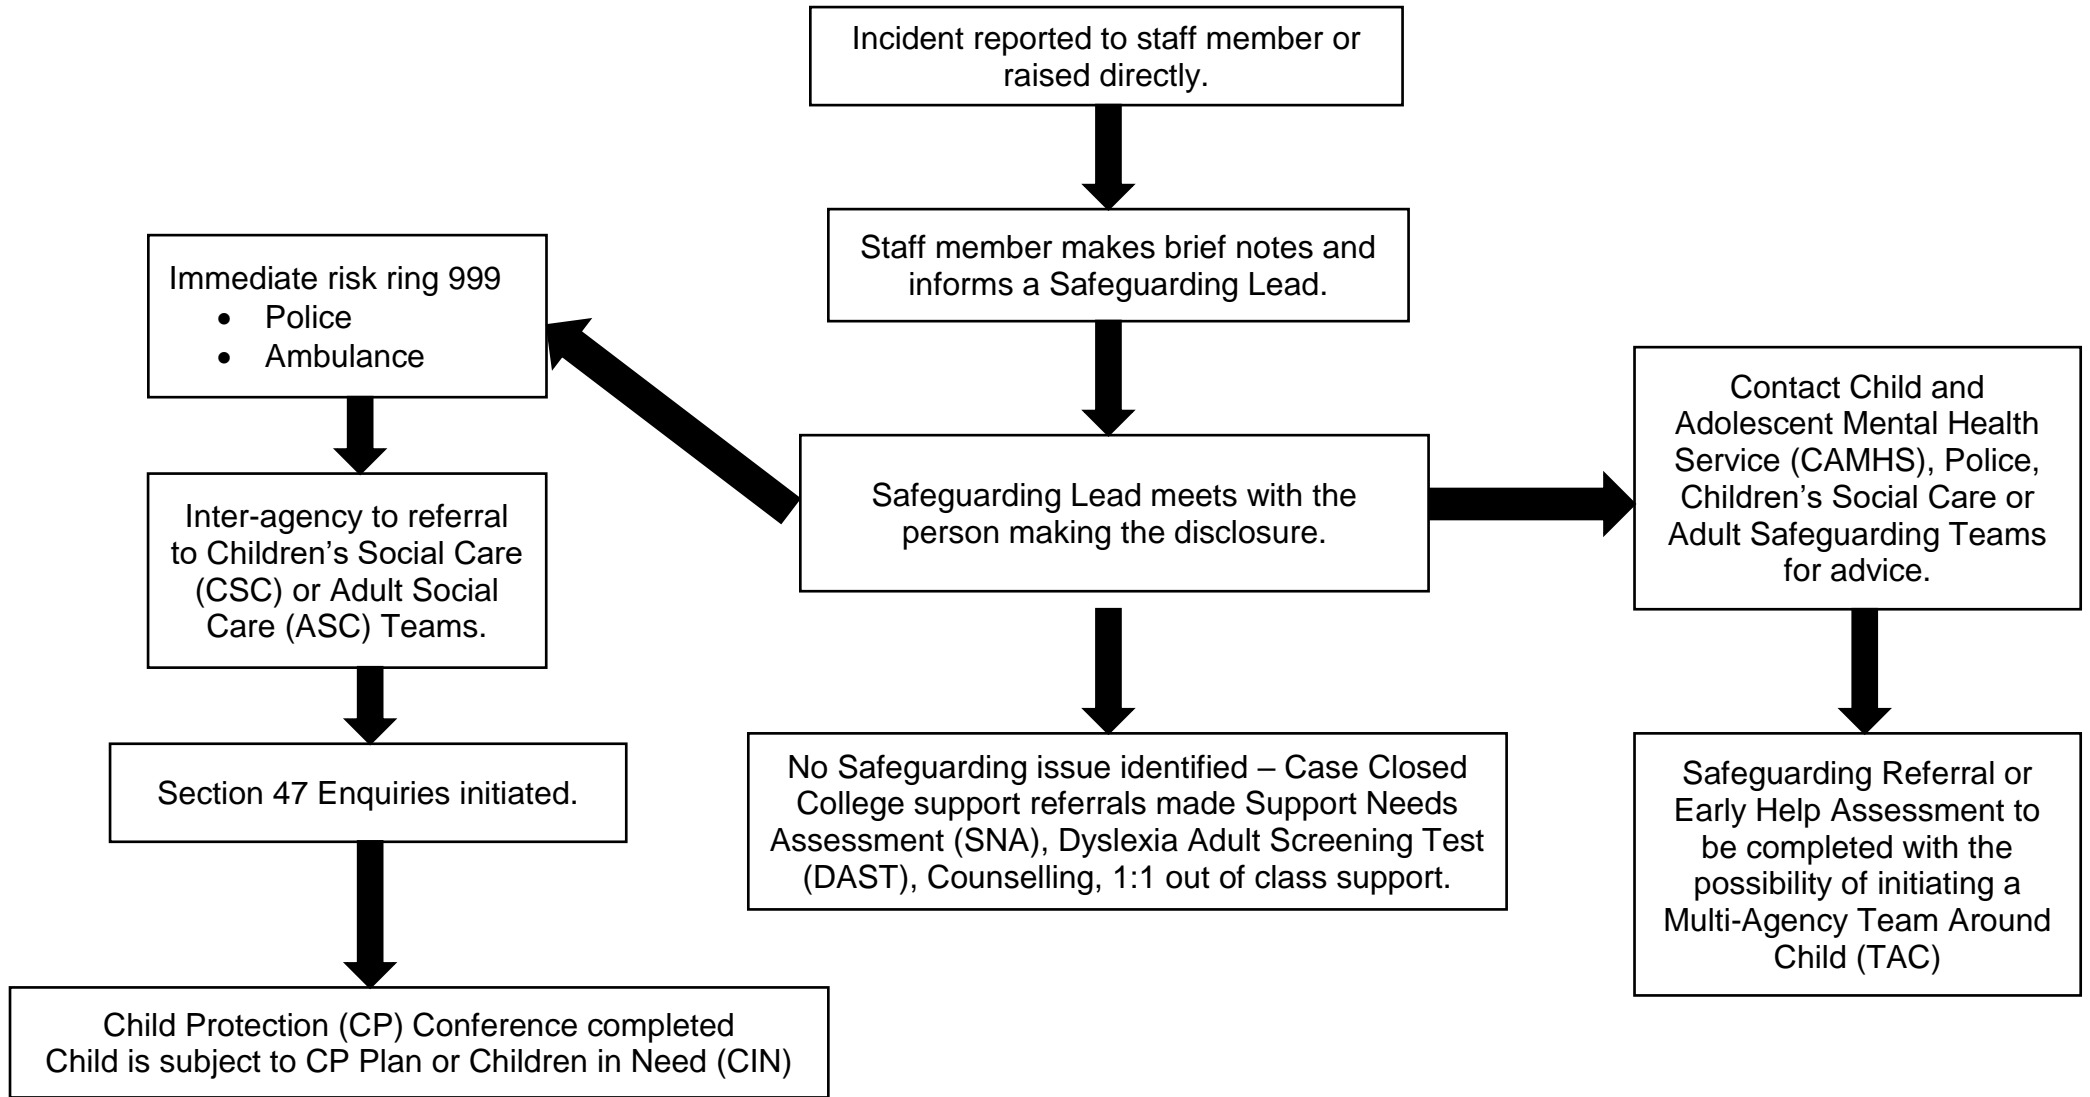 Incident reported to staff member or
raised directly.
Staff member makes brief notes and
informs a Safeguarding Lead.
Immediate risk ring 999
• Police
• Ambulance
Safeguarding Lead meets with the
person making the disclosure.
Contact Child and
Adolescent Mental Health
Service (CAMHS), Police,
Children’s Social Care or
Adult Safeguarding Teams
for advice.
Inter-agency to referral
to Children’s Social Care
(CSC) or Adult Social
Care (ASC) Teams.
Section 47 Enquiries initiated.
No Safeguarding issue identified – Case Closed
College support referrals made Support Needs
Assessment (SNA), Dyslexia Adult Screening Test
(DAST), Counselling, 1:1 out of class support.
Safeguarding Referral or
Early Help Assessment to
be completed with the
possibility of initiating a
Multi-Agency Team Around
Child (TAC)
Child Protection (CP) Conference completed
Child is subject to CP Plan or Children in Need (CIN)